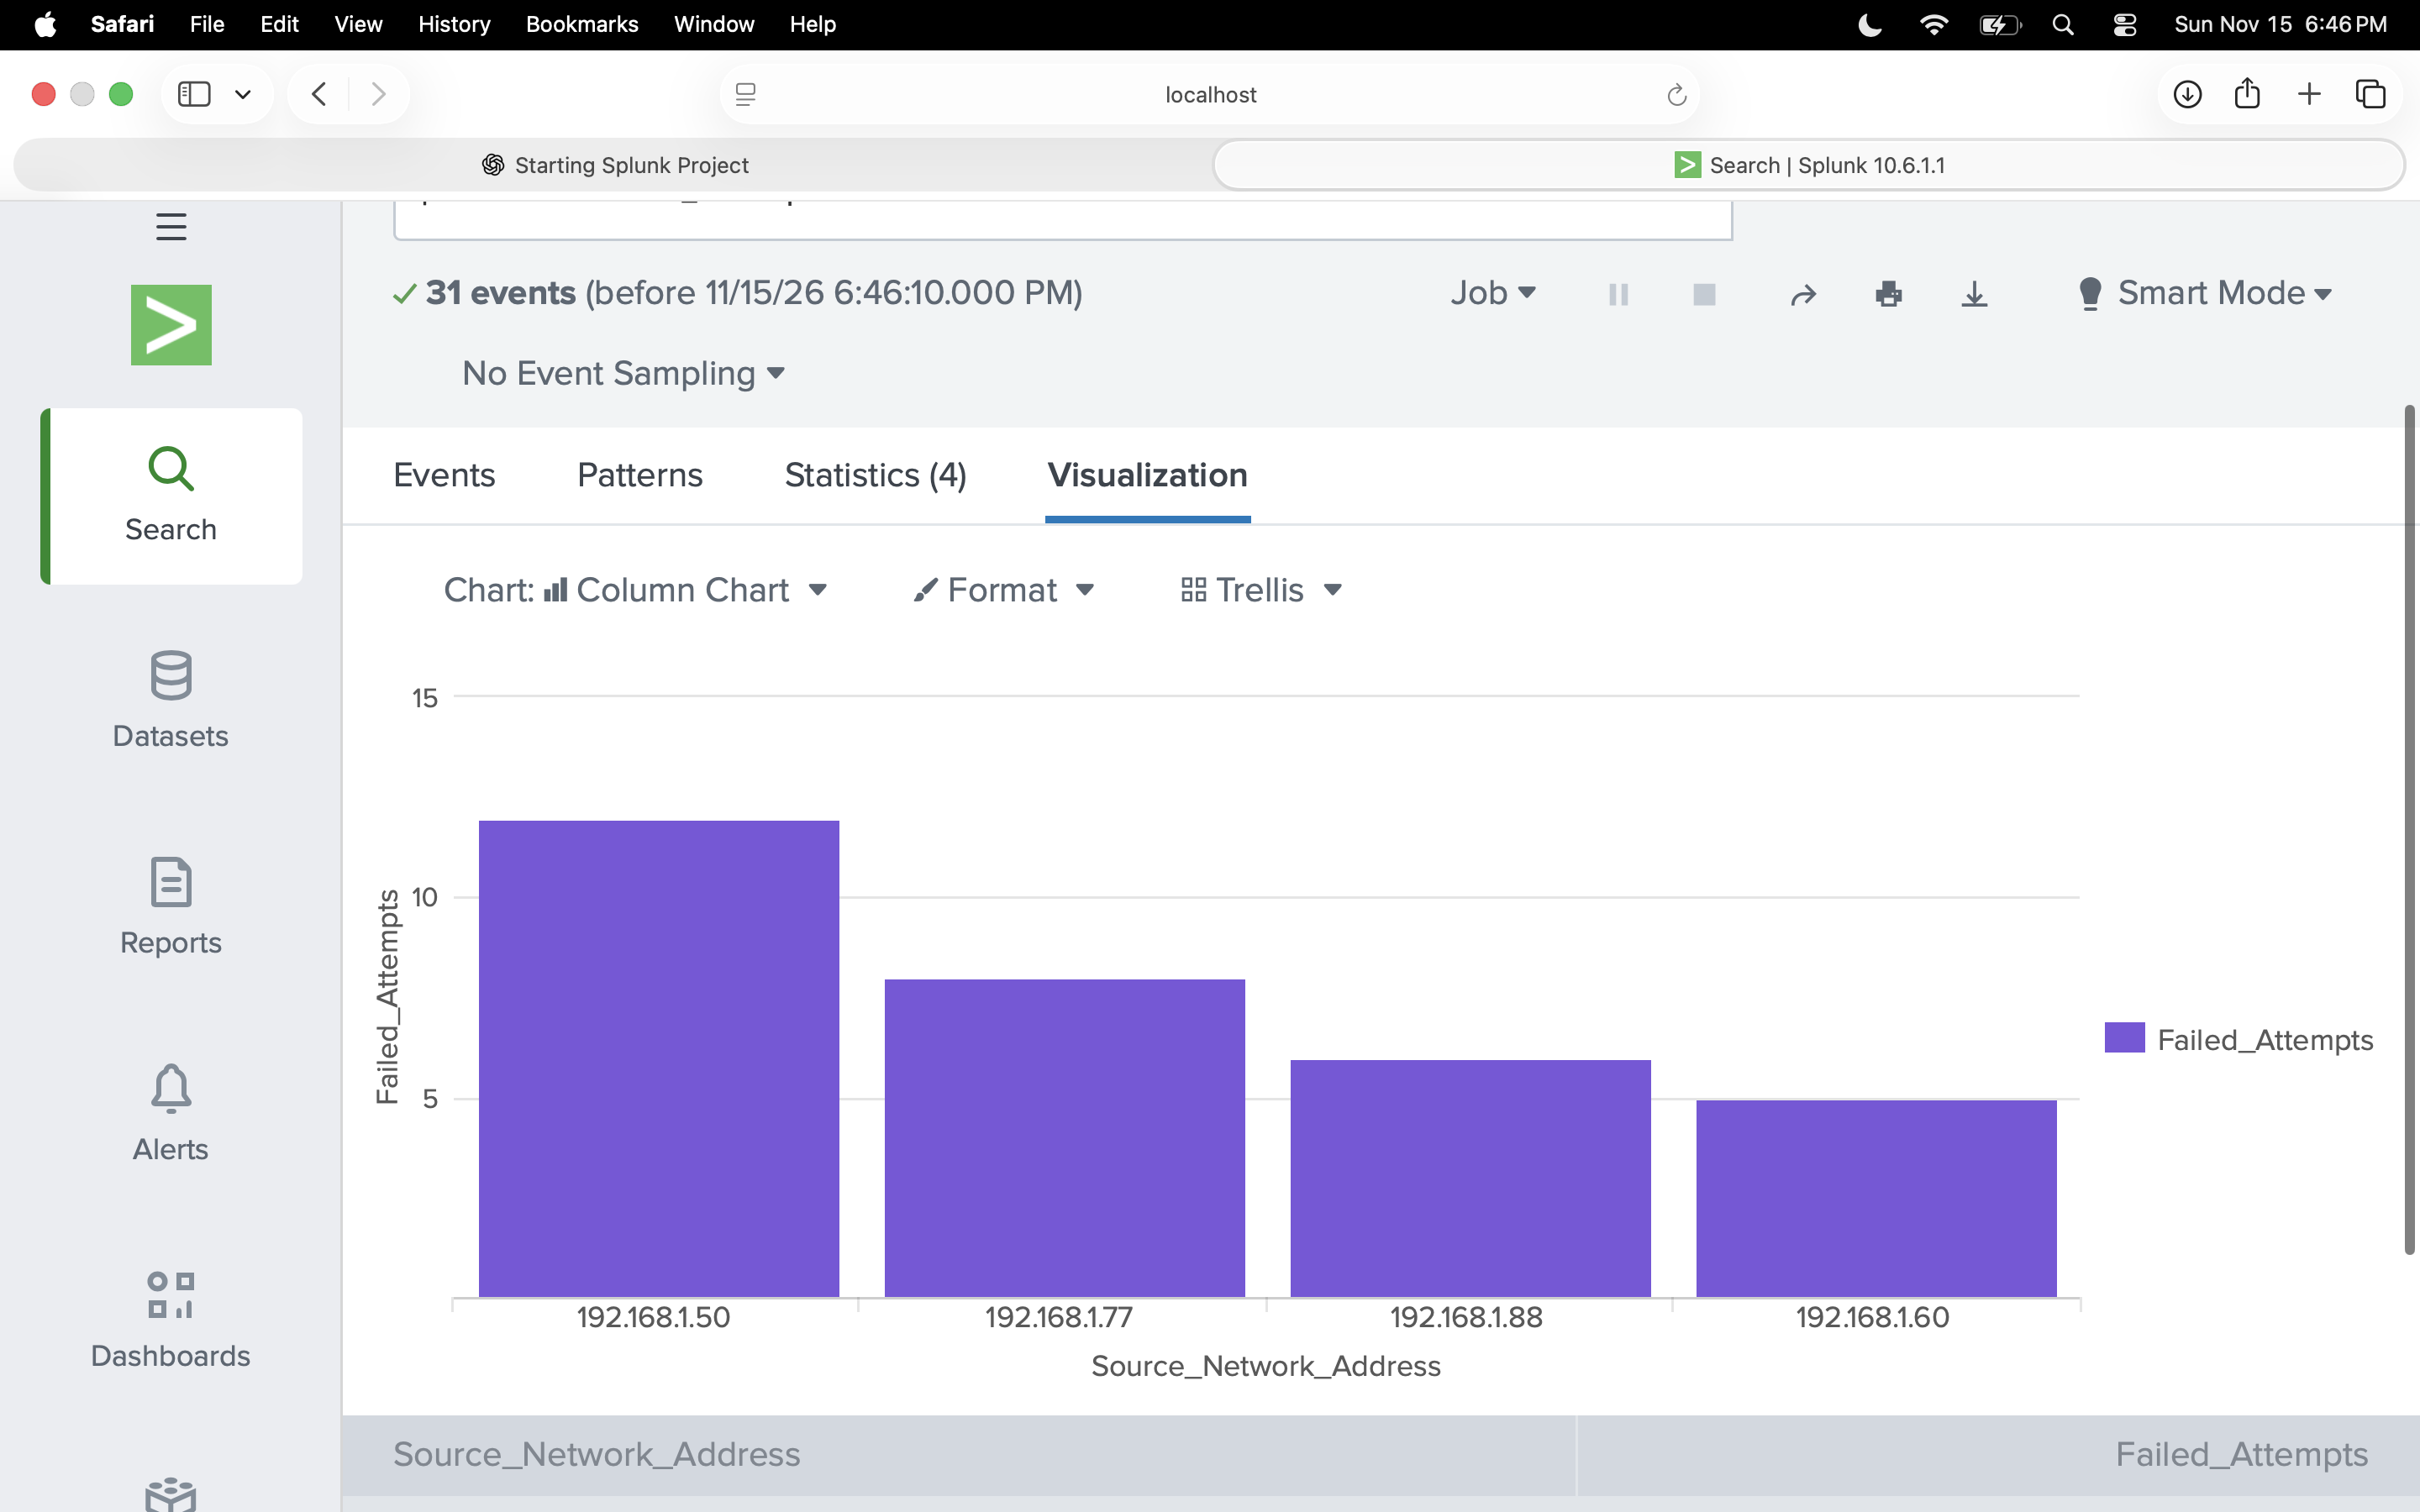 Safari File Edit View History Bookmarks Window Help Sun Nov 15 6:46 PM
localhost
Starting Splunk Project
Search | Splunk 10.6.1.1
31 events (before 11/15/26 6:46:10.000 PM)
Job
Smart Mode
No Event Sampling
Events Patterns Statistics (4) Visualization
Chart: Column Chart Format Trellis
Search
Datasets
Reports
Alerts
Dashboards
15
10
5
Failed_Attempts
192.168.1.50 192.168.1.77 192.168.1.88 192.168.1.60
Source_Network_Address
Failed_Attempts
Source_Network_Address Failed_Attempts